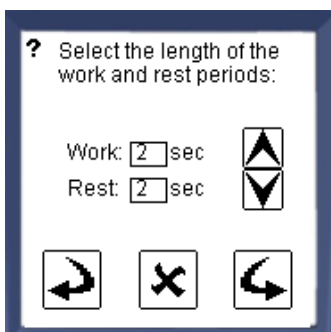 ? Select the length of the
work and rest periods:
Work: 2 sec
Rest: 2 sec